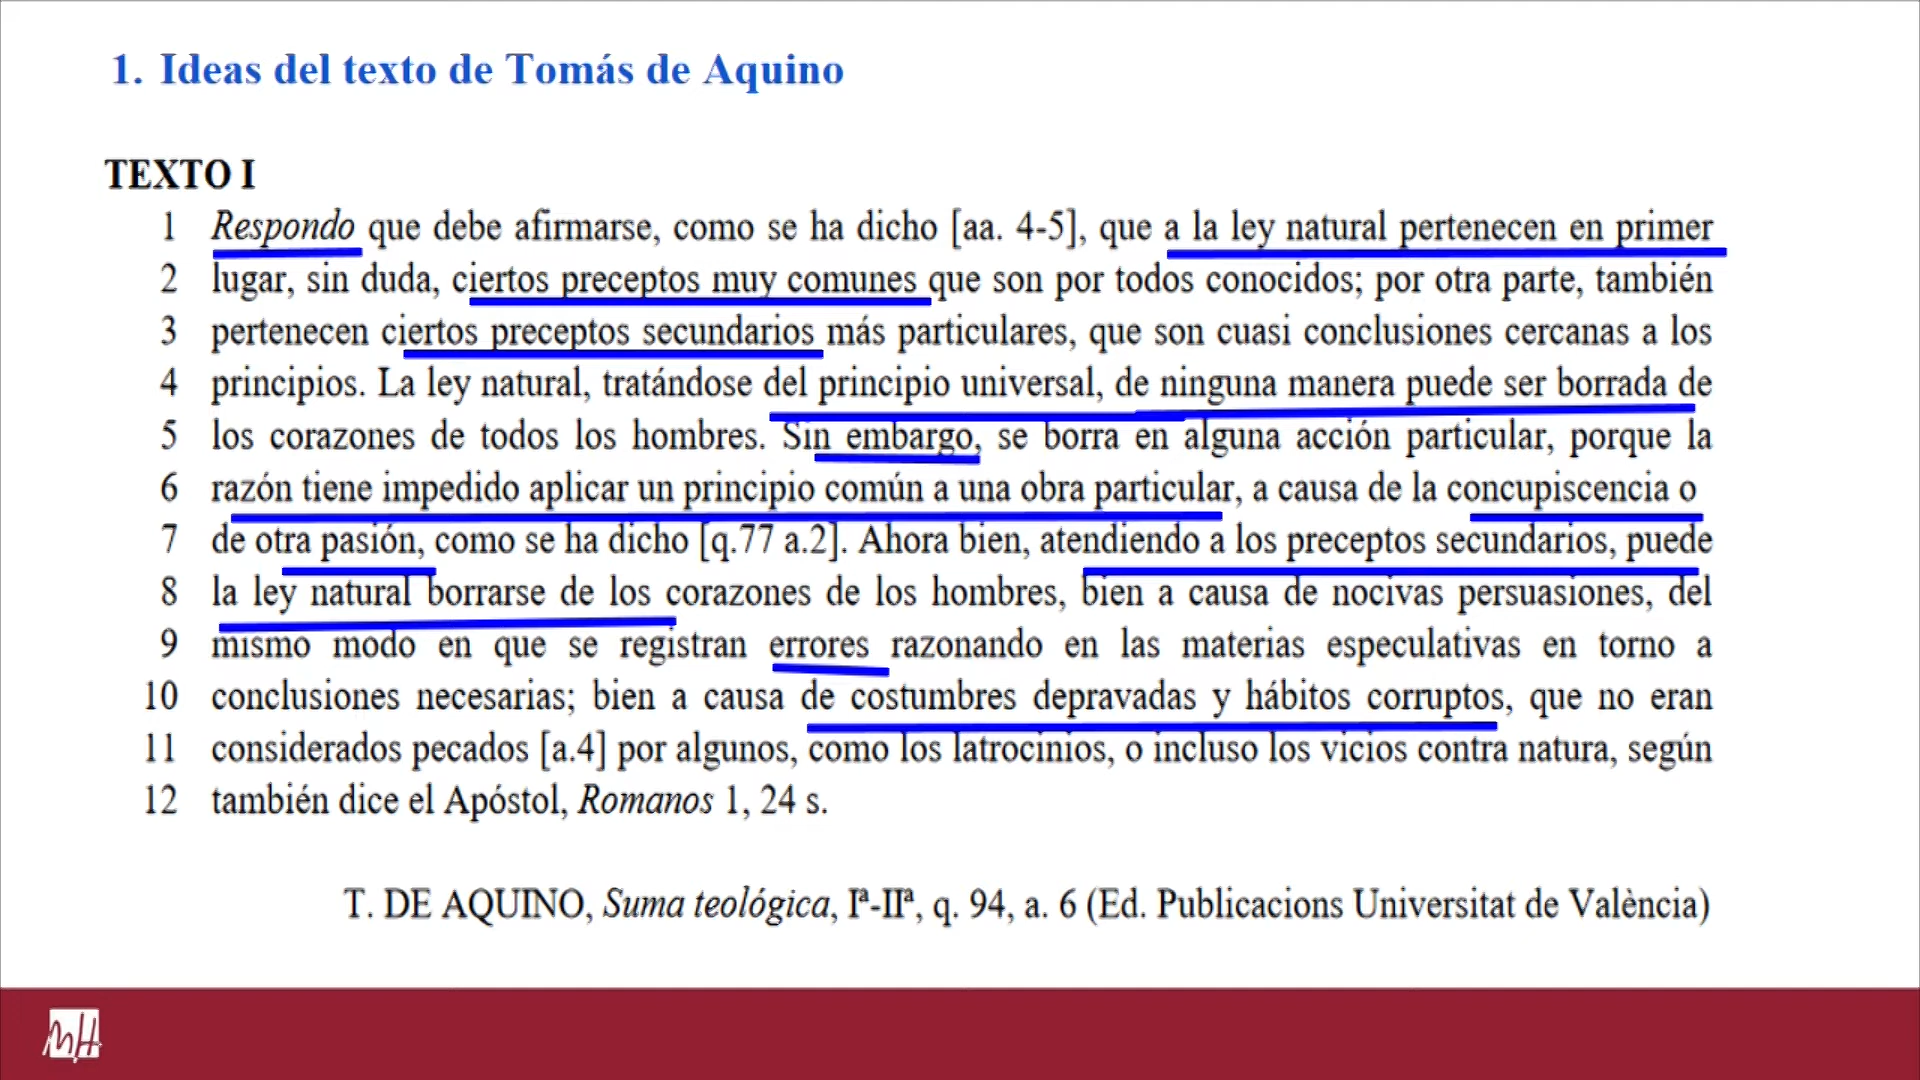 1. Ideas del texto de Tomás de Aquino
TEXTO I
1 Respondo que debe afirmarse, como se ha dicho [aa. 4-5], que a la ley natural pertenecen en primer
2 lugar, sin duda, ciertos preceptos muy comunes que son por todos conocidos; por otra parte, también
3 pertenecen ciertos preceptos secundarios más particulares, que son cuasi conclusiones cercanas a los
4 principios. La ley natural, tratándose del principio universal, de ninguna manera puede ser borrada de
5 los corazones de todos los hombres. Sin embargo, se borra en alguna acción particular, porque la
6 razón tiene impedido aplicar un principio común a una obra particular, a causa de la concupiscencia o
7 de otra pasión, como se ha dicho [q.77 a.2]. Ahora bien, atendiendo a los preceptos secundarios, puede
8 la ley natural borrarse de los corazones de los hombres, bien a causa de nocivas persuasiones, del
9 mismo modo en que se registran errores razonando en las materias especulativas en torno a
10 conclusiones necesarias; bien a causa de costumbres depravadas y hábitos corruptos, que no eran
11 considerados pecados [a.4] por algunos, como los latrocinios, o incluso los vicios contra natura, según
12 también dice el Apóstol, Romanos 1, 24 s.
T. DE AQUINO, Suma teológica, Iª-IIª, q. 94, a. 6 (Ed. Publicacions Universitat de València)
MH